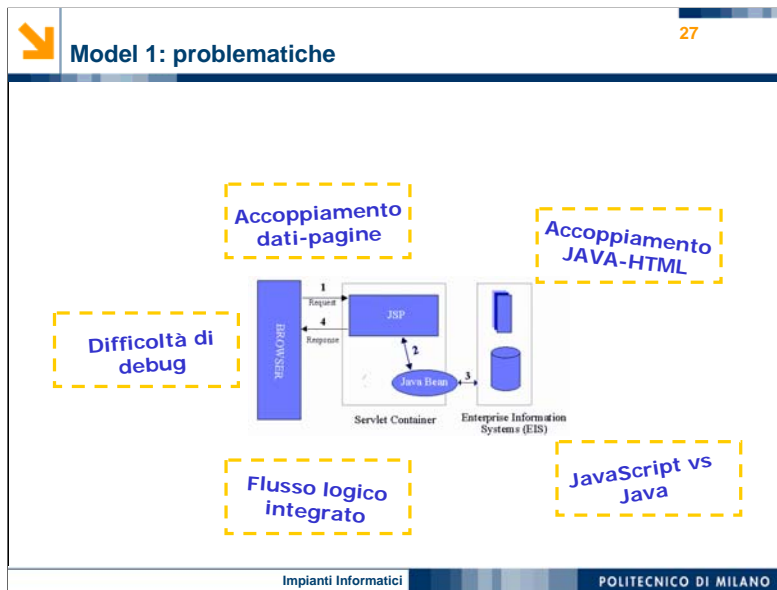 27
Model 1: problematiche
Accoppiamento
dati-pagine
Accoppiamento
JAVA-HTML
Difficoltà di
debug
BROWSER
1
Request
4
Response
JSP
2
Java Bean
3
Servlet Container
Enterprise Information
Systems (EIS)
Flusso logico
integrato
JavaScript vs
Java
Impianti Informatici
POLITECNICO DI MILANO